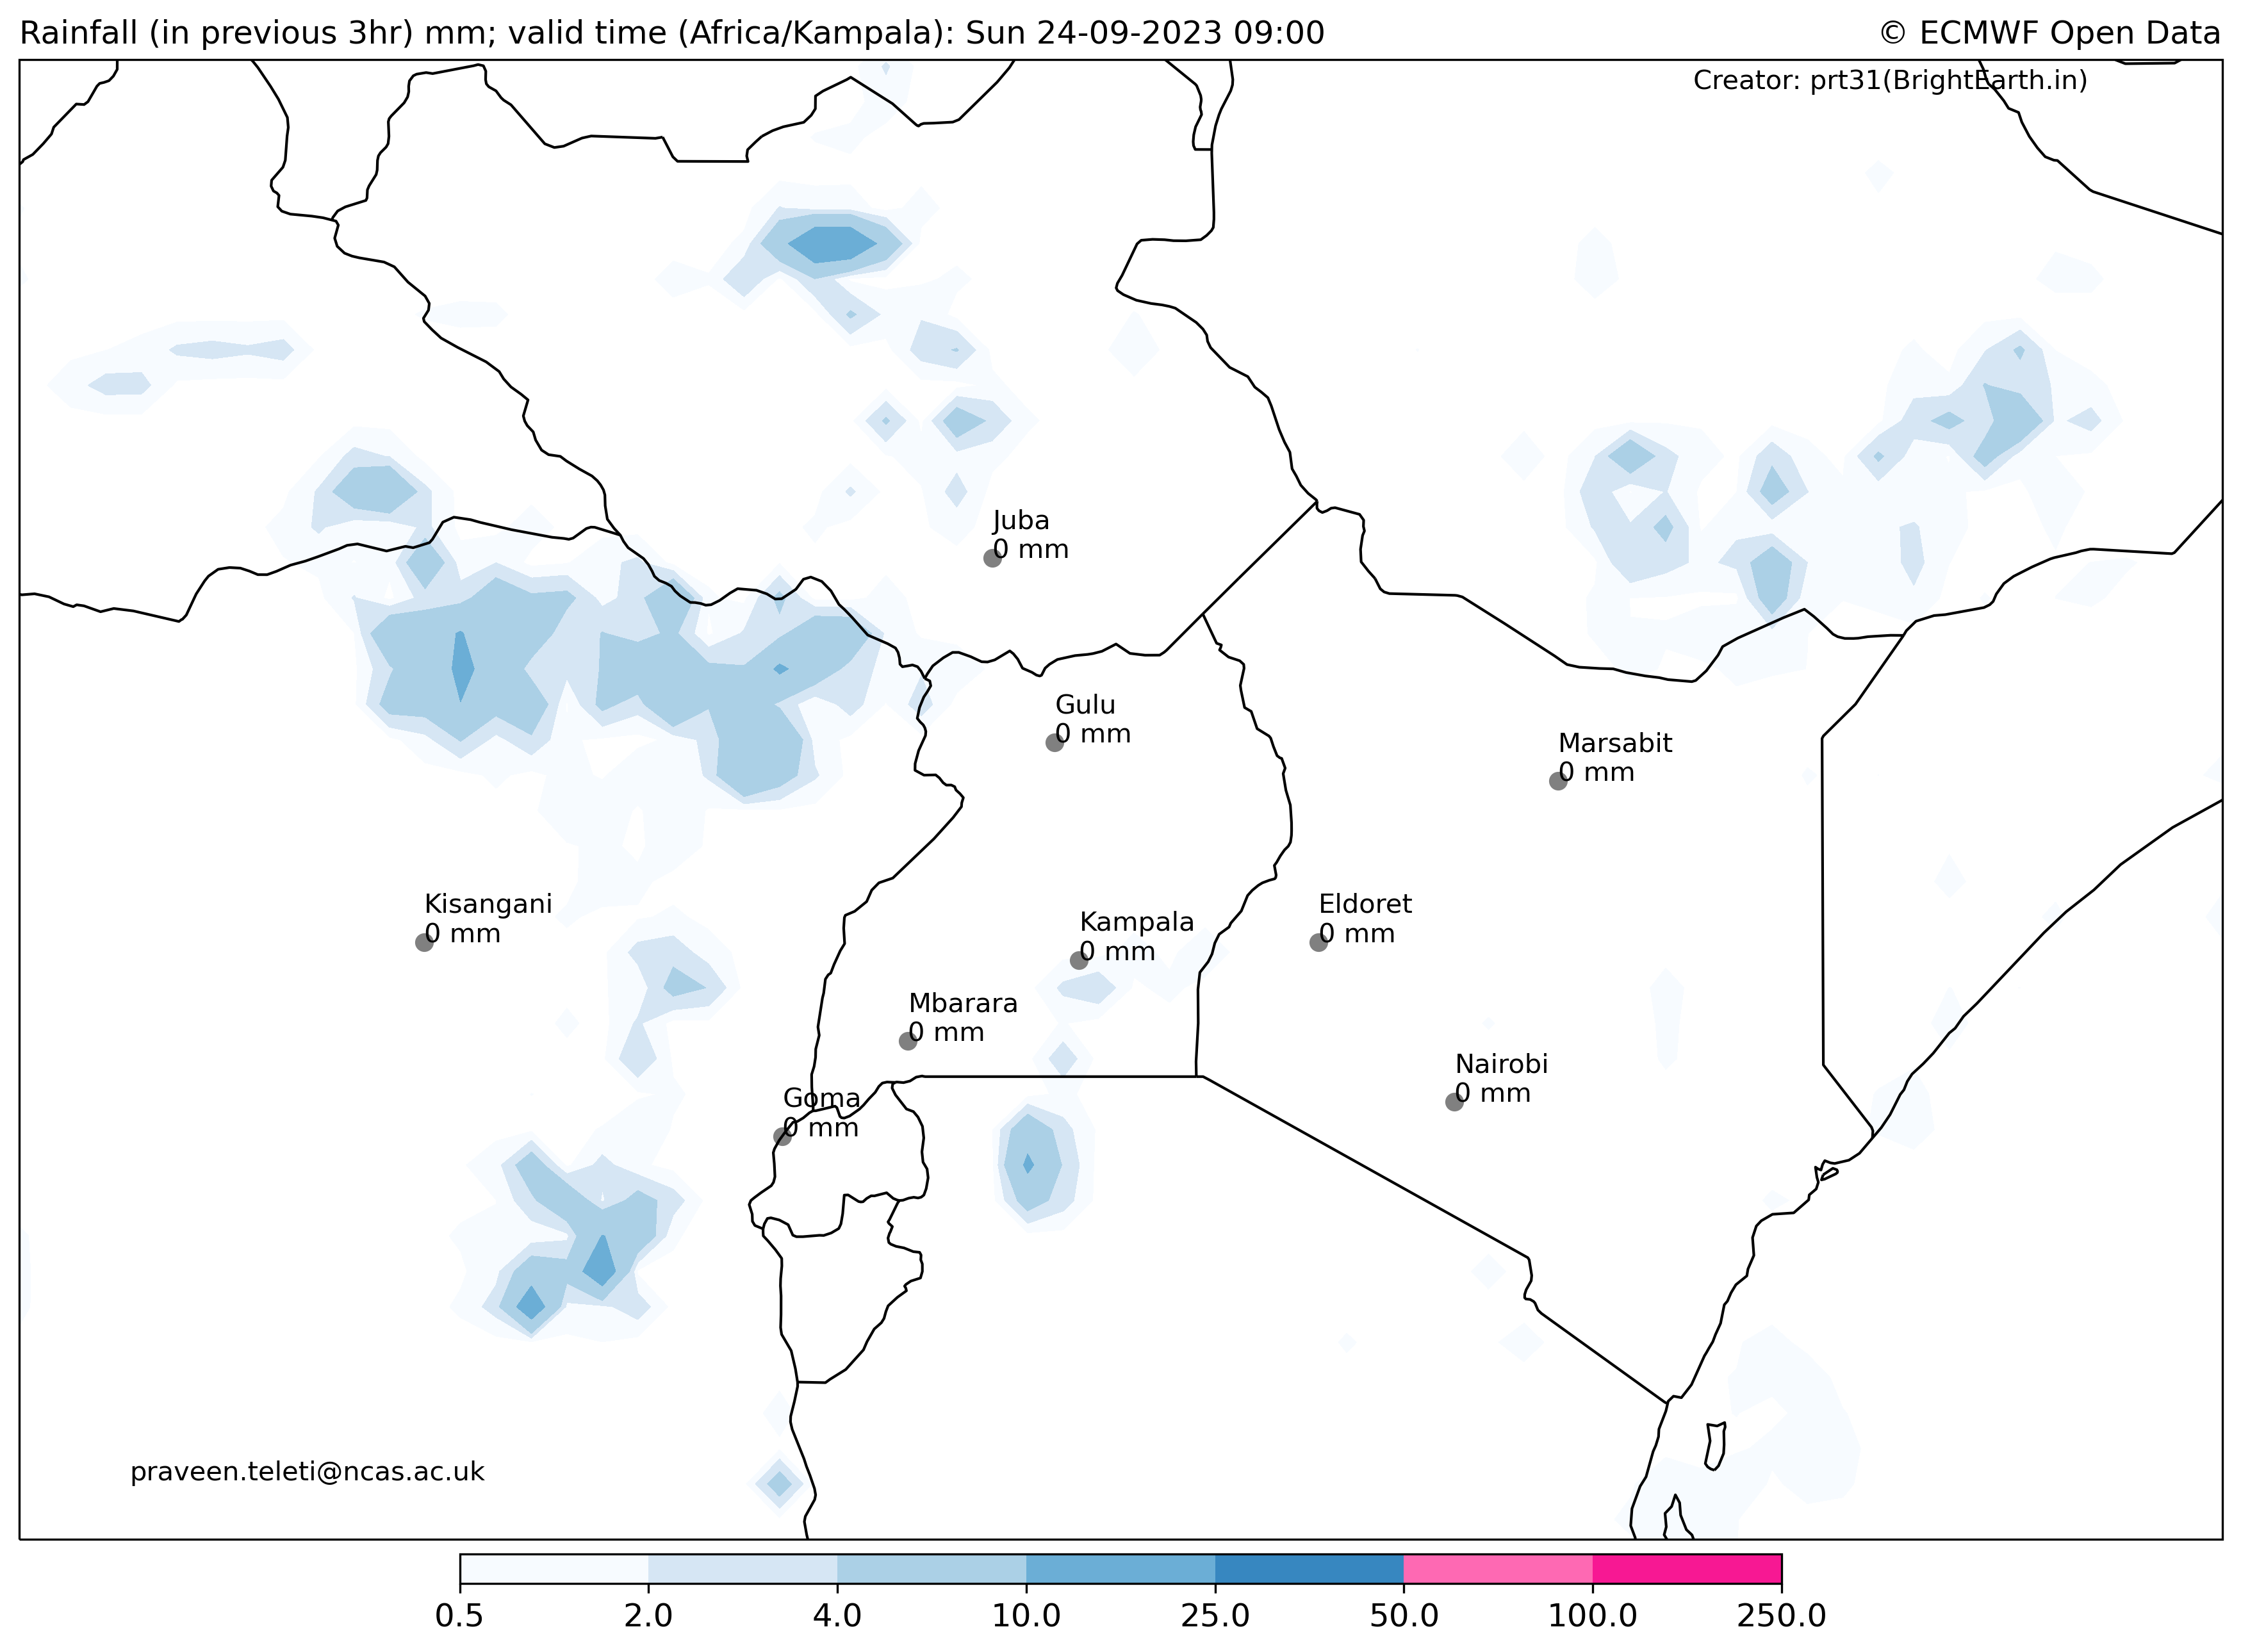 Rainfall (in previous 3hr) mm; valid time (Africa/Kampala): Sun 24-09-2023 09:00
© ECMWF Open Data
Creator: prt31(BrightEarth.in)
Juba
0 mm
Gulu
0 mm
Marsabit
0 mm
Kisangani
0 mm
Kampala
0 mm
Eldoret
0 mm
Mbarara
0 mm
Nairobi
0 mm
Goma
0 mm
praveen.teleti@ncas.ac.uk
0.5 2.0 4.0 10.0 25.0 50.0 100.0 250.0